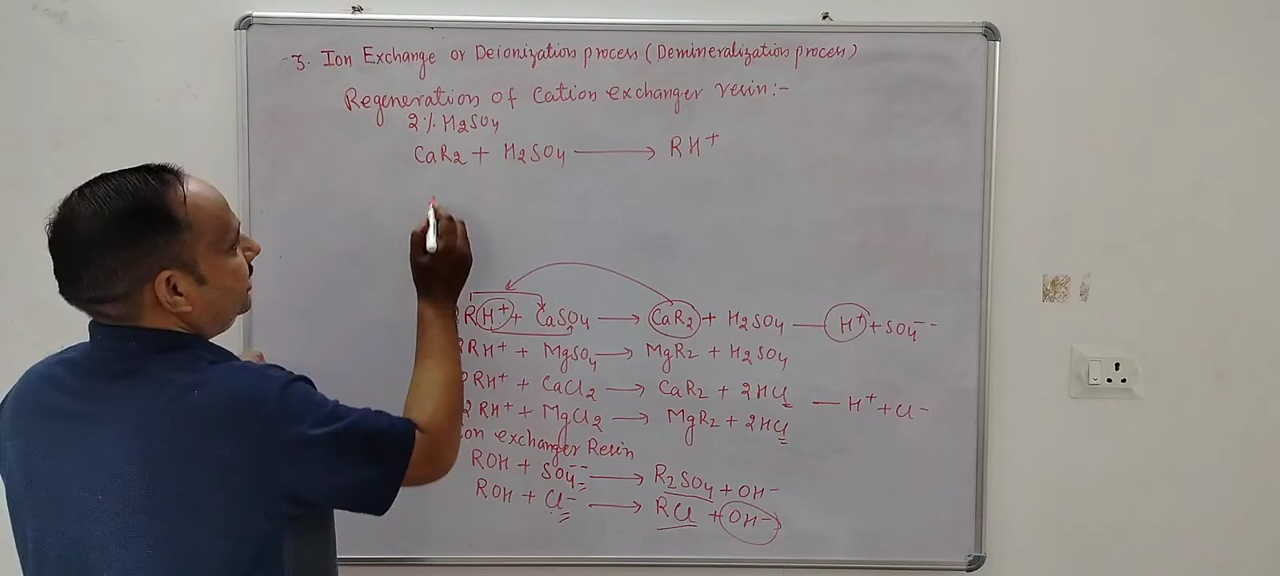 3. Ion Exchange or Deionization process (Demineralization process)
Regeneration of Cation exchanger resin:-
2% H2SO4
CaR2 + H2SO4 ⟶ RH+
RH+ + CaSO4 ⟶ CaR2 + H2SO4 — H+ + SO4--
RH+ + MgSO4 ⟶ MgR2 + H2SO4
RH+ + CaCl2 ⟶ CaR2 + 2HCl — H+ + Cl-
2 RH+ + MgCl2 ⟶ MgR2 + 2HCl
exchanger Resin
ROH + SO4-- ⟶ R2SO4 + OH-
ROH + Cl- ⟶ RCl + OH-